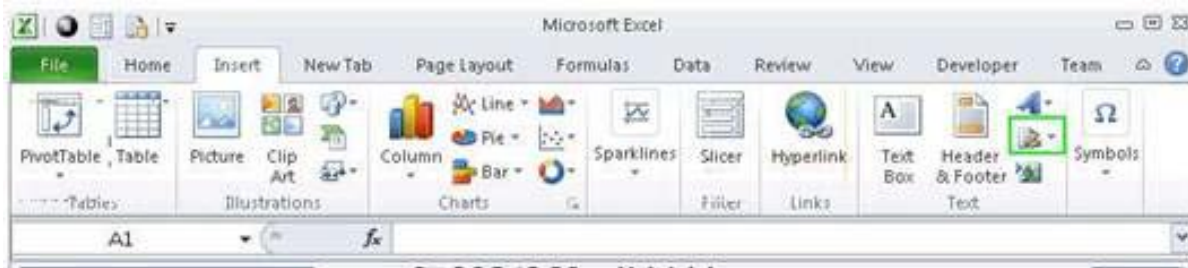 Microsoft Excel
File Home Insert New Tab Page Layout Formulas Data Review View Developer Team
PivotTable Table Picture Clip Art Column Line Pie Bar Sparklines Slicer Hyperlink Text Box Header & Footer Symbols
Tables Illustrations Charts Filter Links Text
A1 fx